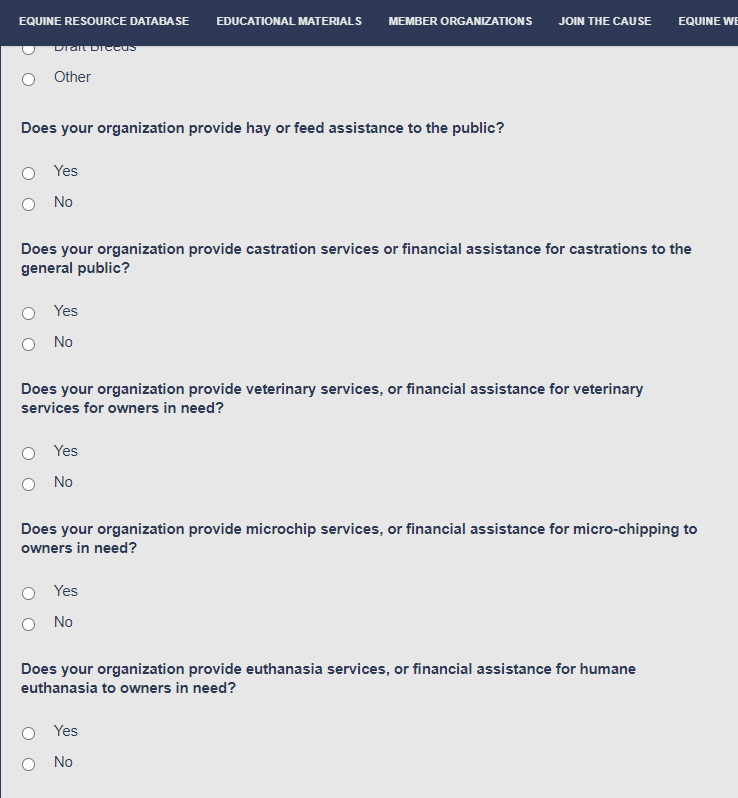 EQUINE RESOURCE DATABASE EDUCATIONAL MATERIALS MEMBER ORGANIZATIONS JOIN THE CAUSE EQUINE WE
Draft Breeds
Other
Does your organization provide hay or feed assistance to the public?
Yes
No
Does your organization provide castration services or financial assistance for castrations to the
general public?
Yes
No
Does your organization provide veterinary services, or financial assistance for veterinary
services for owners in need?
Yes
No
Does your organization provide microchip services, or financial assistance for micro-chipping to
owners in need?
Yes
No
Does your organization provide euthanasia services, or financial assistance for humane
euthanasia to owners in need?
Yes
No